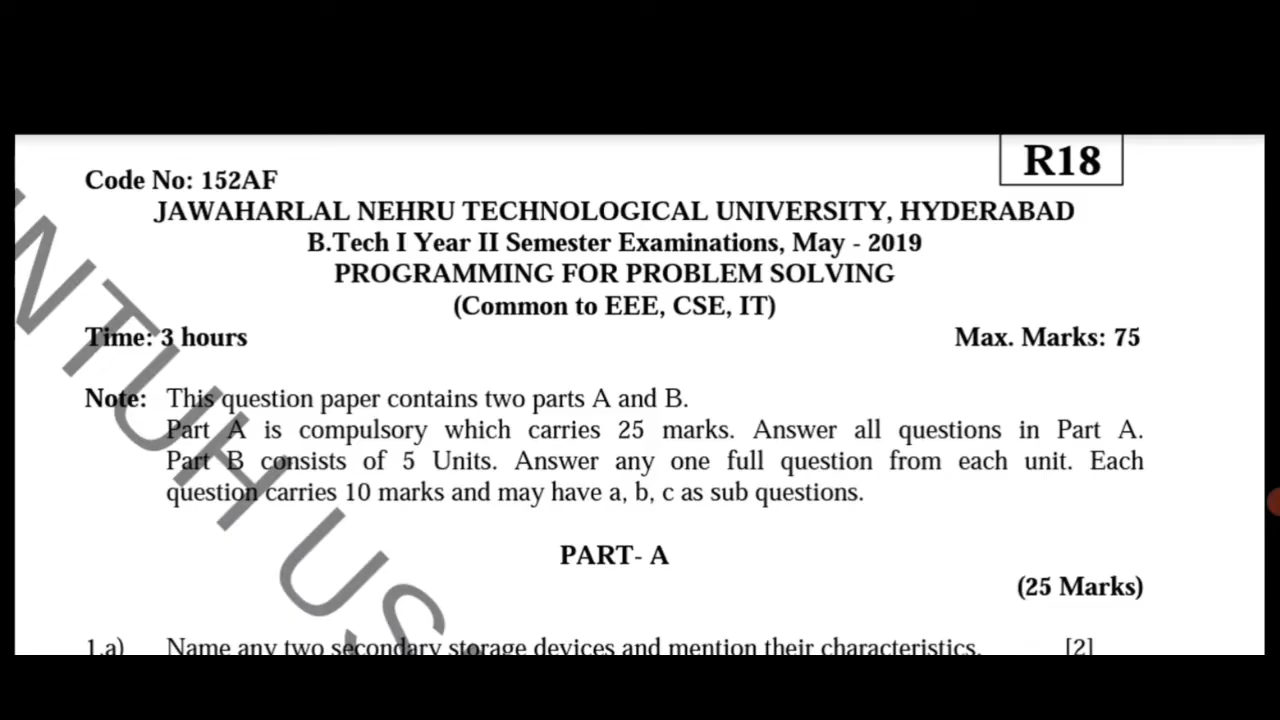 R18
Code No: 152AF
JAWAHARLAL NEHRU TECHNOLOGICAL UNIVERSITY, HYDERABAD
B.Tech I Year II Semester Examinations, May - 2019
PROGRAMMING FOR PROBLEM SOLVING
(Common to EEE, CSE, IT)
Time: 3 hours Max. Marks: 75
Note: This question paper contains two parts A and B.
Part A is compulsory which carries 25 marks. Answer all questions in Part A.
Part B consists of 5 Units. Answer any one full question from each unit. Each
question carries 10 marks and may have a, b, c as sub questions.
PART- A
(25 Marks)
1.a) Name any two secondary storage devices and mention their characteristics. [2]
NTUH US